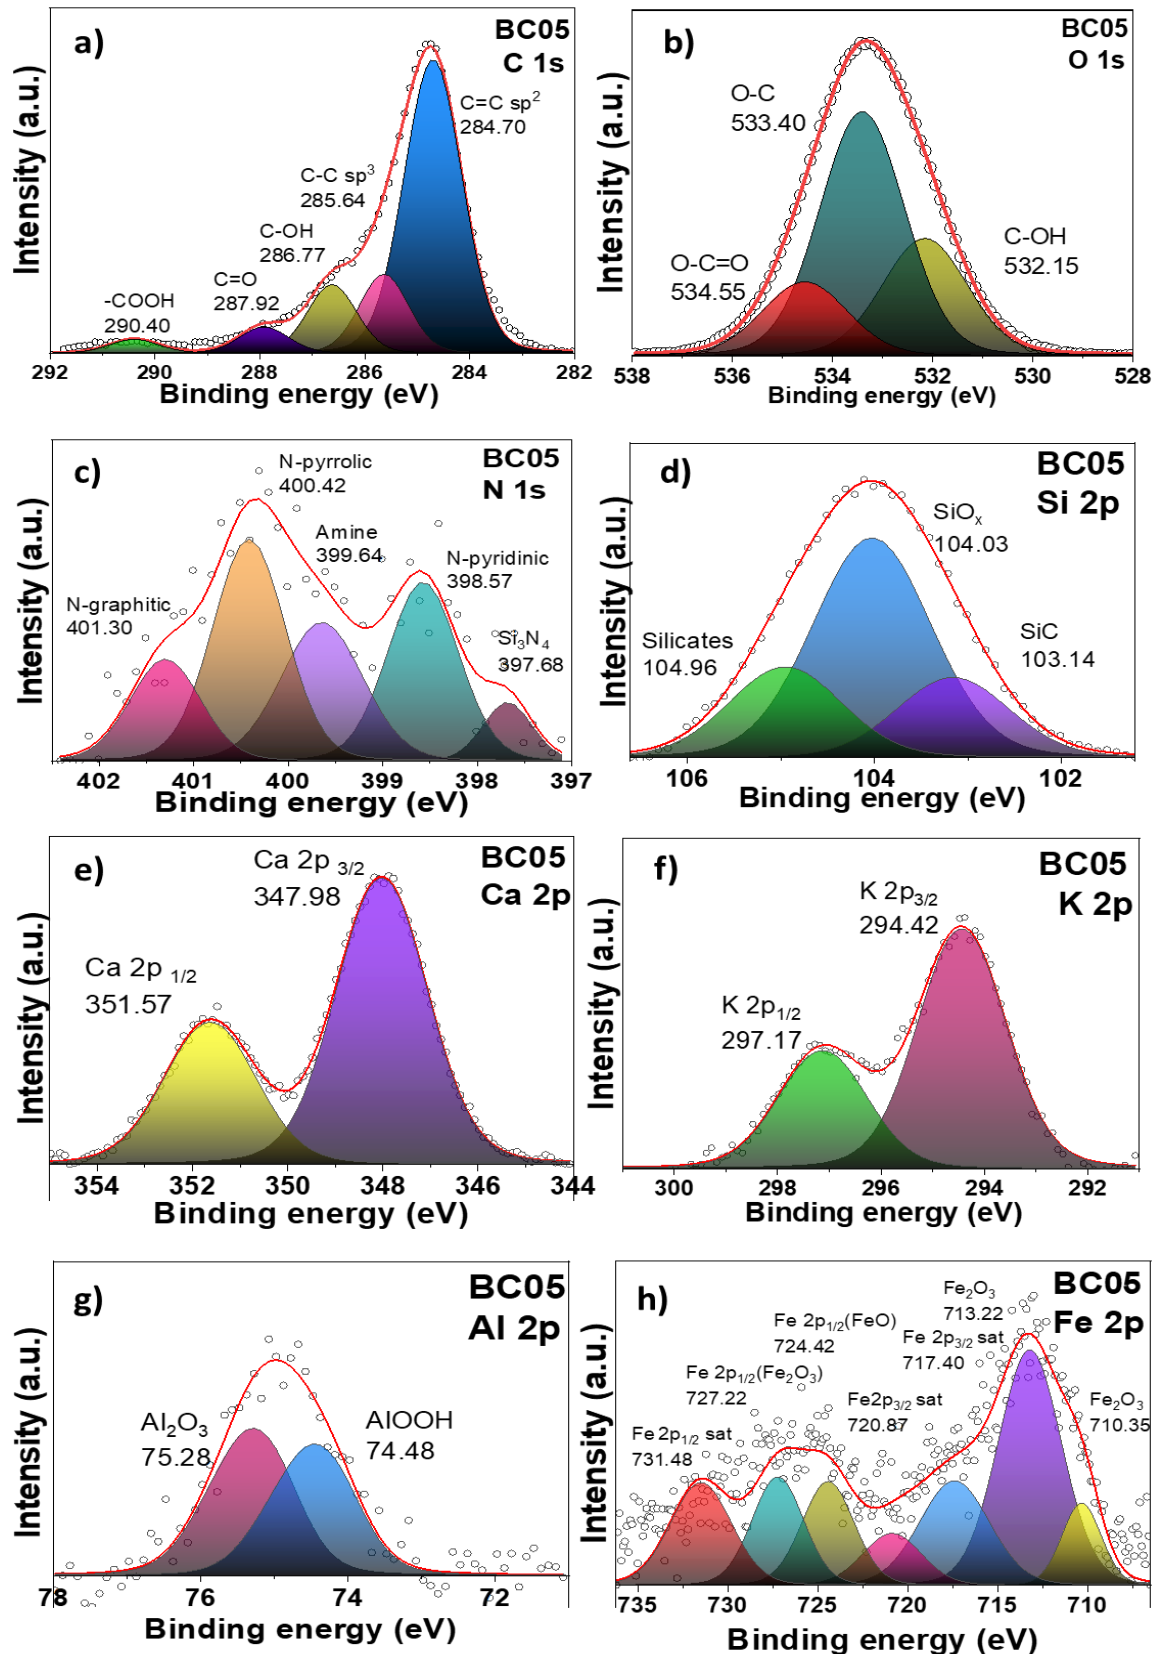 a)
BC05
C 1s
C=C sp²
284.70
C-C sp³
285.64
C-OH
286.77
C=O
287.92
-COOH
290.40
Intensity (a.u.)
292 290 288 286 284 282
Binding energy (eV)
b)
BC05
O 1s
O-C
533.40
C-OH
532.15
O-C=O
534.55
Intensity (a.u.)
538 536 534 532 530 528
Binding energy (eV)
c)
BC05
N 1s
N-pyrrolic
400.42
Amine
399.64
N-pyridinic
398.57
N-graphitic
401.30
Si₃N₄
397.68
Intensity (a.u.)
402 401 400 399 398 397
Binding energy (eV)
d)
BC05
Si 2p
SiOₓ
104.03
Silicates
104.96
SiC
103.14
Intensity (a.u.)
106 104 102
Binding energy (eV)
e)
BC05
Ca 2p
Ca 2p ₃/₂
347.98
Ca 2p ₁/₂
351.57
Intensity (a.u.)
354 352 350 348 346 344
Binding energy (eV)
f)
BC05
K 2p
K 2p₃/₂
294.42
K 2p₁/₂
297.17
Intensity (a.u.)
300 298 296 294 292
Binding energy (eV)
g)
BC05
Al 2p
Al₂O₃
75.28
AlOOH
74.48
Intensity (a.u.)
78 76 74 72
Binding energy (eV)
h)
BC05
Fe 2p
Fe₂O₃
713.22
Fe 2p₁/₂(FeO)
724.42
Fe 2p₃/₂ sat
717.40
Fe 2p₁/₂(Fe₂O₃)
727.22
Fe2p₃/₂ sat
720.87
Fe₂O₃
710.35
Fe 2p₁/₂ sat
731.48
Intensity (a.u.)
735 730 725 720 715 710
Binding energy (eV)